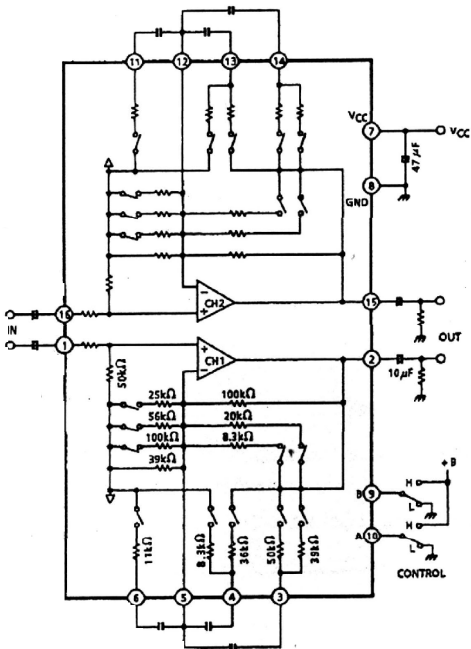 11
12
13
14
VCC
7
VCC
47 µF
8
GND
−
+
CH2
16
15
IN
OUT
1
+
−
CH1
2
10µF
50kΩ
25kΩ
100kΩ
56kΩ
20kΩ
100kΩ
8.3kΩ
39kΩ
+B
H
B
9
L
H
A
10
L
CONTROL
11kΩ
8.3kΩ
36kΩ
50kΩ
39kΩ
6
5
4
3